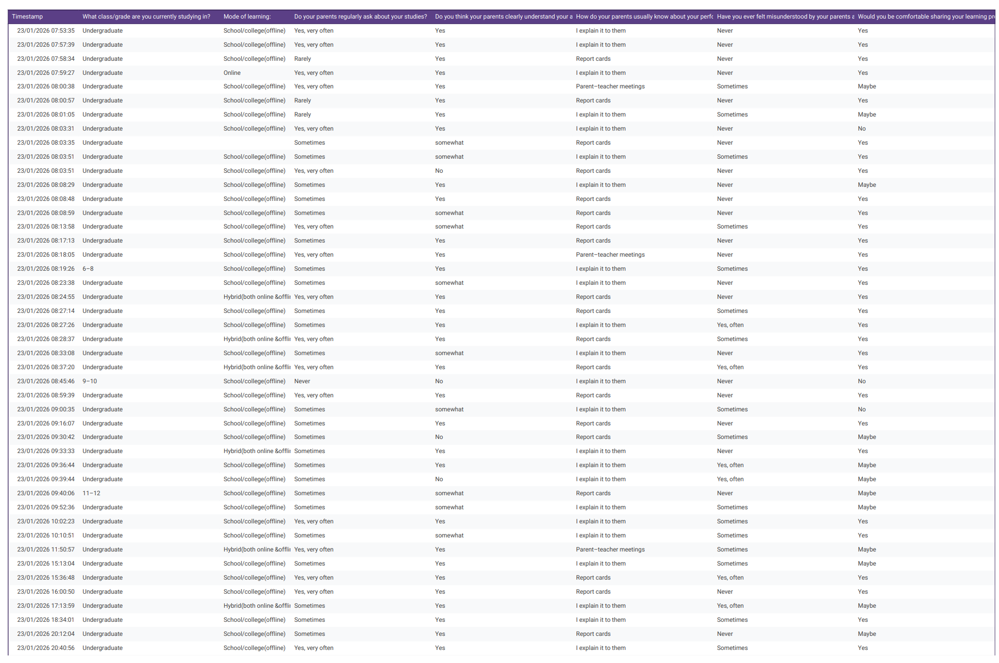 Timestamp What class/grade are you currently studying in? Mode of learning: Do your parents regularly ask about your studies? Do you think your parents clearly understand your a How do your parents usually know about your perfo Have you ever felt misunderstood by your parents a Would you be comfortable sharing your learning pr
23/01/2026 07:53:35 Undergraduate School/college(offline) Yes, very often Yes I explain it to them Never Yes
23/01/2026 07:57:39 Undergraduate School/college(offline) Yes, very often Yes I explain it to them Never Yes
23/01/2026 07:58:34 Undergraduate School/college(offline) Rarely Yes Report cards Never Yes
23/01/2026 07:59:27 Undergraduate Online Yes, very often Yes I explain it to them Never Yes
23/01/2026 08:00:38 Undergraduate School/college(offline) Yes, very often Yes Parent–teacher meetings Sometimes Maybe
23/01/2026 08:00:57 Undergraduate School/college(offline) Rarely Yes Report cards Never Yes
23/01/2026 08:01:05 Undergraduate School/college(offline) Rarely Yes I explain it to them Sometimes Maybe
23/01/2026 08:03:31 Undergraduate School/college(offline) Yes, very often Yes I explain it to them Never No
23/01/2026 08:03:35 Undergraduate Sometimes somewhat Report cards Never Yes
23/01/2026 08:03:51 Undergraduate School/college(offline) Sometimes somewhat I explain it to them Sometimes Yes
23/01/2026 08:03:51 Undergraduate School/college(offline) Yes, very often No Report cards Never Yes
23/01/2026 08:08:29 Undergraduate School/college(offline) Sometimes Yes I explain it to them Never Maybe
23/01/2026 08:08:48 Undergraduate School/college(offline) Sometimes Yes Report cards Never Yes
23/01/2026 08:08:59 Undergraduate School/college(offline) Sometimes somewhat Report cards Never Yes
23/01/2026 08:13:58 Undergraduate School/college(offline) Yes, very often somewhat Report cards Sometimes Yes
23/01/2026 08:17:13 Undergraduate School/college(offline) Sometimes Yes Report cards Never Yes
23/01/2026 08:18:05 Undergraduate School/college(offline) Yes, very often Yes Parent–teacher meetings Never Yes
23/01/2026 08:19:26 6–8 School/college(offline) Sometimes Yes I explain it to them Sometimes Yes
23/01/2026 08:23:38 Undergraduate School/college(offline) Sometimes somewhat I explain it to them Never Yes
23/01/2026 08:24:55 Undergraduate Hybrid(both online &offlin Yes, very often Yes Report cards Never Yes
23/01/2026 08:27:14 Undergraduate School/college(offline) Sometimes Yes Report cards Sometimes Yes
23/01/2026 08:27:26 Undergraduate School/college(offline) Sometimes Yes I explain it to them Yes, often Yes
23/01/2026 08:28:37 Undergraduate Hybrid(both online &offlin Yes, very often Yes Report cards Sometimes Yes
23/01/2026 08:33:08 Undergraduate School/college(offline) Sometimes somewhat I explain it to them Never Yes
23/01/2026 08:37:20 Undergraduate Hybrid(both online &offlin Yes, very often Yes Report cards Yes, often Yes
23/01/2026 08:45:46 9–10 School/college(offline) Never No I explain it to them Never No
23/01/2026 08:59:39 Undergraduate School/college(offline) Yes, very often Yes Report cards Never Yes
23/01/2026 09:00:35 Undergraduate School/college(offline) Sometimes somewhat I explain it to them Sometimes No
23/01/2026 09:16:07 Undergraduate School/college(offline) Sometimes Yes Report cards Never Yes
23/01/2026 09:30:42 Undergraduate School/college(offline) Sometimes No Report cards Sometimes Maybe
23/01/2026 09:33:33 Undergraduate Hybrid(both online &offlin Sometimes Yes I explain it to them Never Yes
23/01/2026 09:36:44 Undergraduate School/college(offline) Sometimes Yes I explain it to them Yes, often Maybe
23/01/2026 09:39:44 Undergraduate School/college(offline) Sometimes No I explain it to them Yes, often Maybe
23/01/2026 09:40:06 11–12 School/college(offline) Sometimes somewhat Report cards Never Maybe
23/01/2026 09:52:36 Undergraduate School/college(offline) Sometimes somewhat I explain it to them Sometimes Maybe
23/01/2026 10:02:23 Undergraduate School/college(offline) Yes, very often Yes I explain it to them Sometimes Yes
23/01/2026 10:10:51 Undergraduate School/college(offline) Sometimes somewhat I explain it to them Sometimes Yes
23/01/2026 11:50:57 Undergraduate Hybrid(both online &offlin Yes, very often Yes Parent–teacher meetings Sometimes Maybe
23/01/2026 15:13:04 Undergraduate School/college(offline) Sometimes Yes I explain it to them Sometimes Maybe
23/01/2026 15:36:48 Undergraduate School/college(offline) Yes, very often Yes Report cards Yes, often Yes
23/01/2026 16:00:50 Undergraduate School/college(offline) Yes, very often Yes Report cards Never Yes
23/01/2026 17:13:59 Undergraduate Hybrid(both online &offlin Sometimes Yes I explain it to them Yes, often Maybe
23/01/2026 18:34:01 Undergraduate School/college(offline) Sometimes Yes I explain it to them Sometimes Yes
23/01/2026 20:12:04 Undergraduate School/college(offline) Sometimes Yes Report cards Never Maybe
23/01/2026 20:40:56 Undergraduate School/college(offline) Yes, very often Yes I explain it to them Sometimes Yes